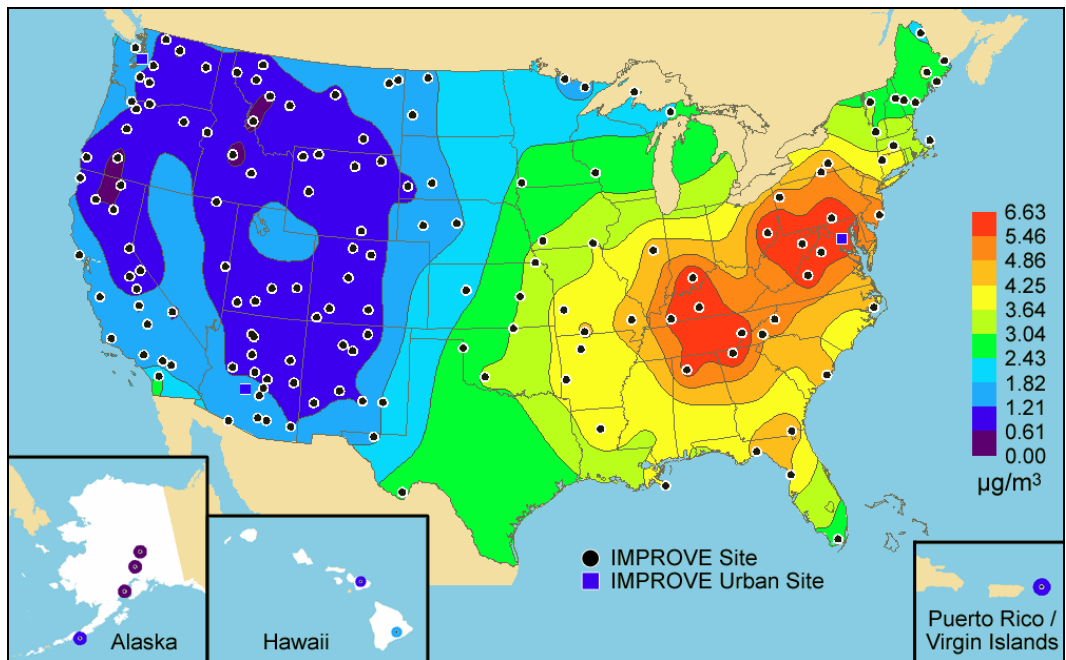 6.63
5.46
4.86
4.25
3.64
3.04
2.43
1.82
1.21
0.61
0.00
µg/m³
IMPROVE Site
IMPROVE Urban Site
Alaska
Hawaii
Puerto Rico /
Virgin Islands